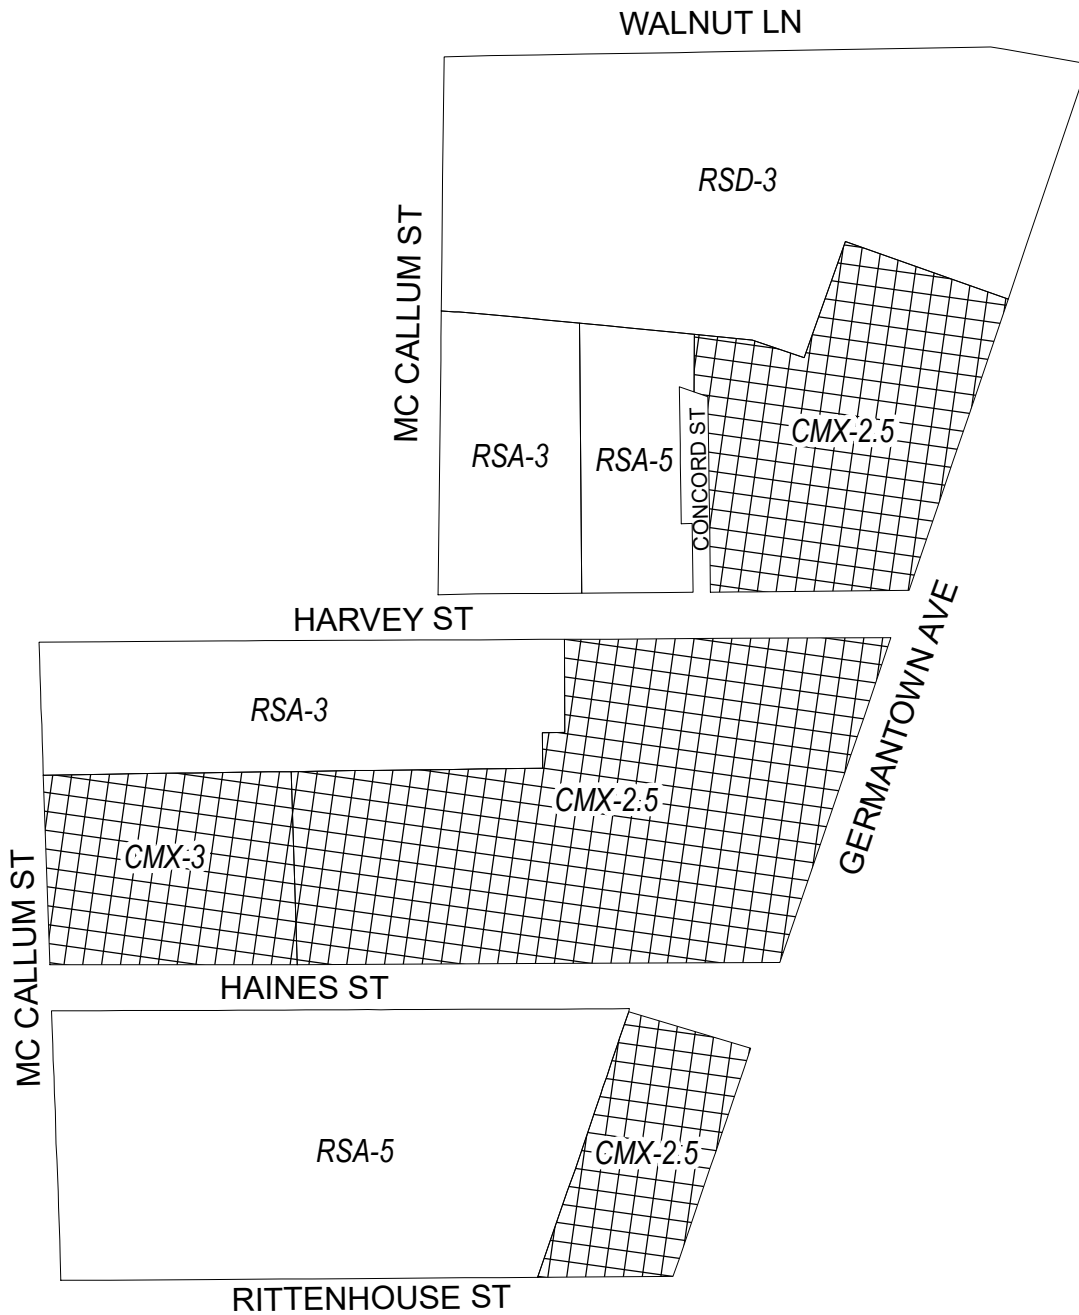 WALNUT LN
RSD-3
MC CALLUM ST
CMX-2.5
RSA-3
RSA-5
CONCORD ST
HARVEY ST
GERMANTOWN AVE
RSA-3
CMX-2.5
CMX-3
MC CALLUM ST
HAINES ST
RSA-5
CMX-2.5
RITTENHOUSE ST